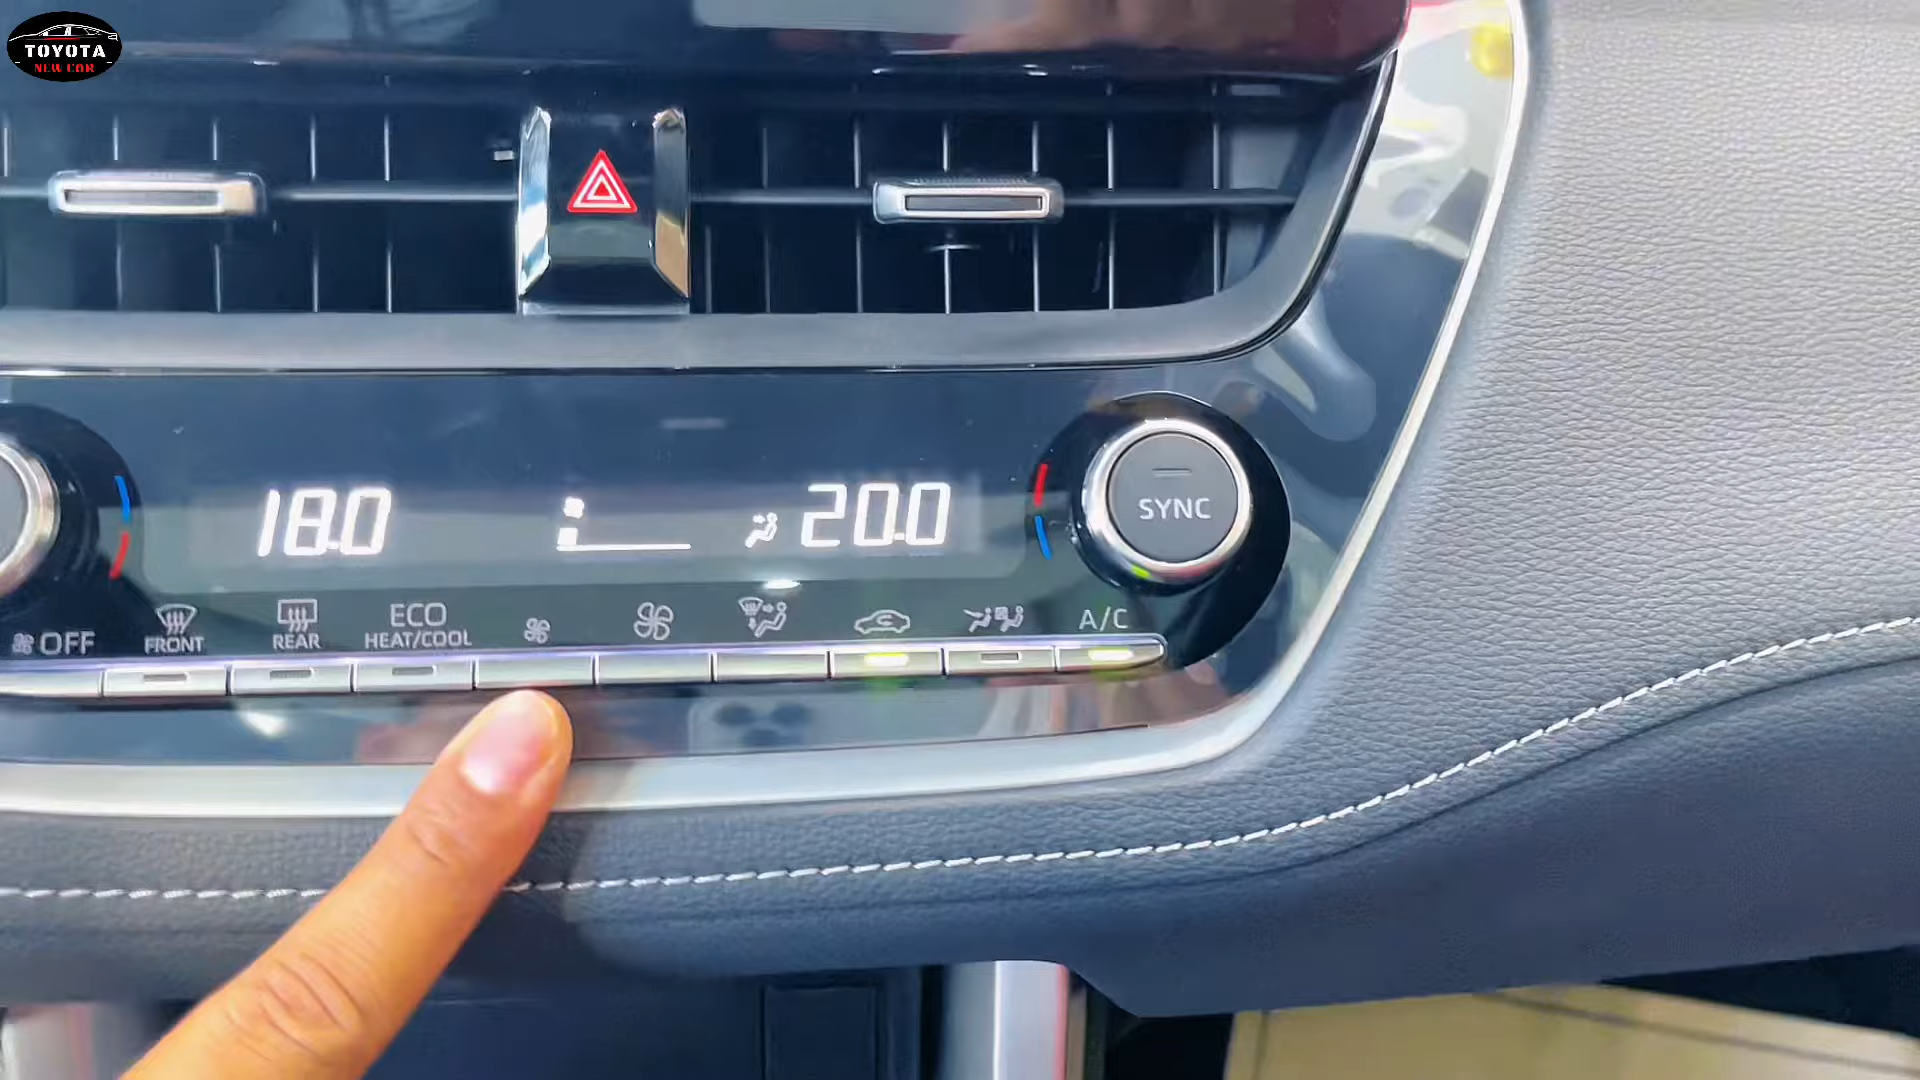 TOYOTA
NEW CAR
18.0
20.0
SYNC
OFF
FRONT
REAR
ECO
HEAT/COOL
A/C